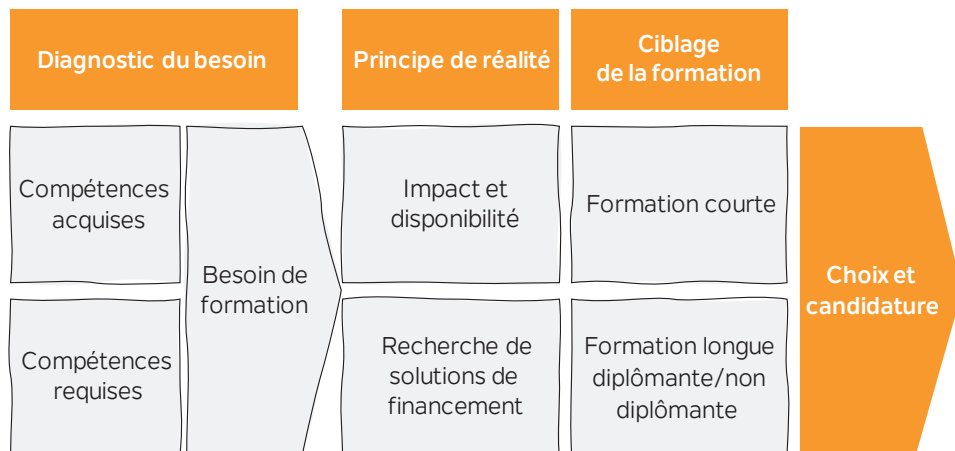 Diagnostic du besoin
Principe de réalité
Ciblage
de la formation
Compétences
acquises
Compétences
requises
Besoin de
formation
Impact et
disponibilité
Recherche de
solutions de
financement
Formation courte
Formation longue
diplômante/non
diplômante
Choix et
candidature